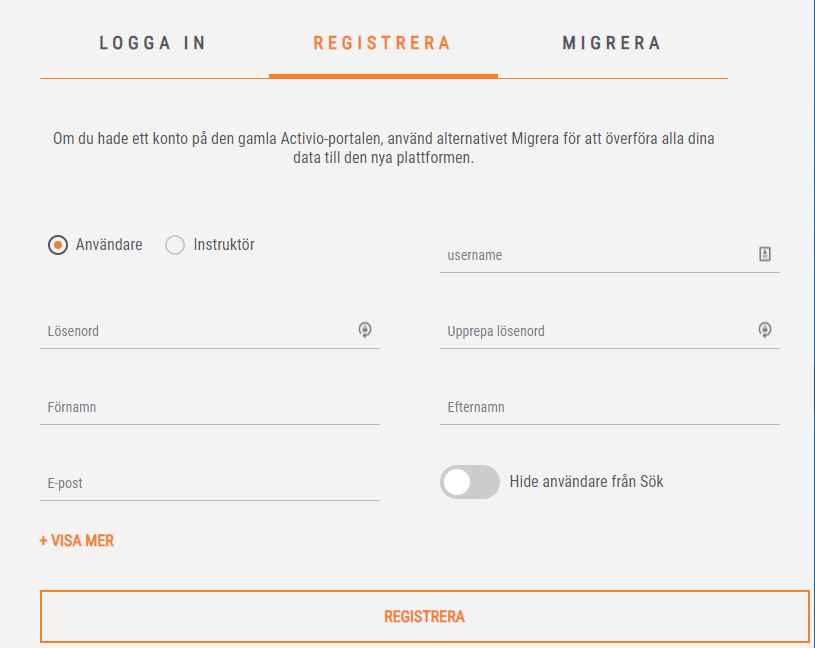 LOGGA IN
REGISTRERA
MIGRERA
Om du hade ett konto på den gamla Activio-portalen, använd alternativet Migrera för att överföra alla dina
data till den nya plattformen.
Användare
Instruktör
username
Lösenord
Upprepa lösenord
Förnamn
Efternamn
E-post
Hide användare från Sök
+ VISA MER
REGISTRERA